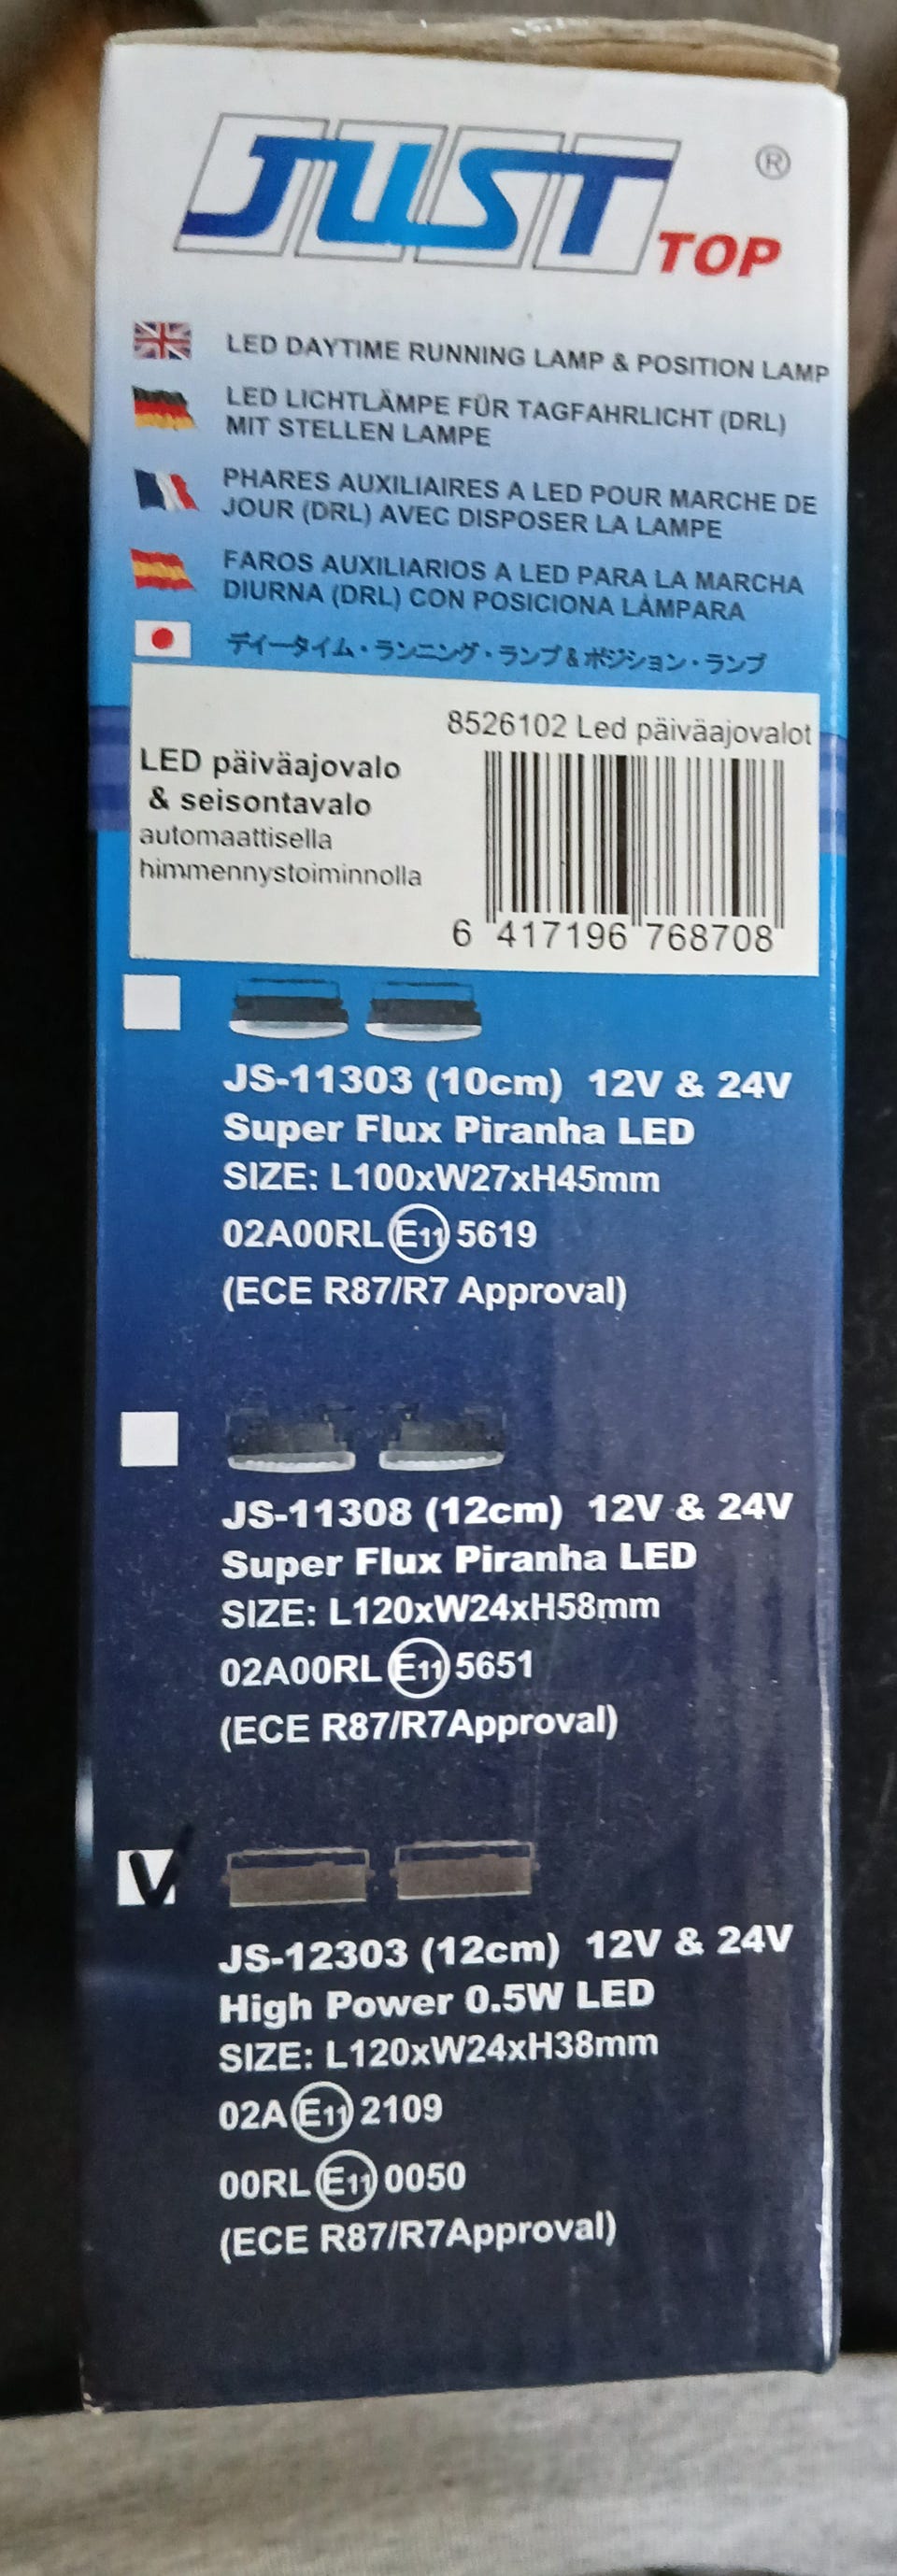 JUST ®
TOP
LED DAYTIME RUNNING LAMP & POSITION LAMP
LED LICHTLÄMPE FÜR TAGFAHRLICHT (DRL)
MIT STELLEN LAMPE
PHARES AUXILIAIRES A LED POUR MARCHE DE
JOUR (DRL) AVEC DISPOSER LA LAMPE
FAROS AUXILIARIOS A LED PARA LA MARCHA
DIURNA (DRL) CON POSICIONA LÁMPARA
デイータイム・ランニング・ランプ&ポジション・ランプ
8526102 Led päiväajovalot
LED päiväajovalo
& seisontavalo
automaattisella
himmennystoiminnolla
6 417196 768708
JS-11303 (10cm) 12V & 24V
Super Flux Piranha LED
SIZE: L100xW27xH45mm
02A00RL E11 5619
(ECE R87/R7 Approval)
JS-11308 (12cm) 12V & 24V
Super Flux Piranha LED
SIZE: L120xW24xH58mm
02A00RL E11 5651
(ECE R87/R7Approval)
V
JS-12303 (12cm) 12V & 24V
High Power 0.5W LED
SIZE: L120xW24xH38mm
02A E11 2109
00RL E11 0050
(ECE R87/R7Approval)